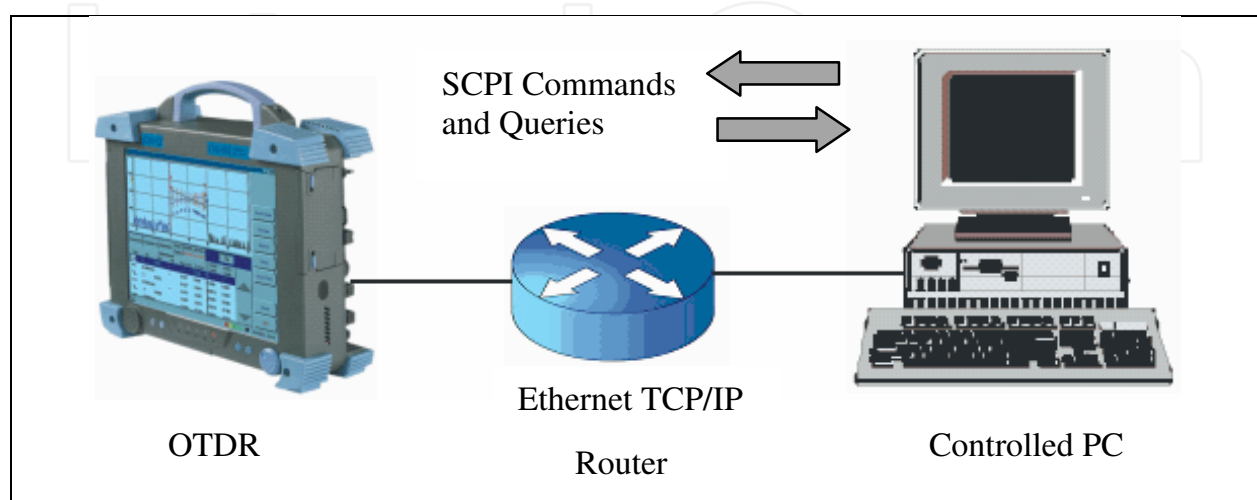 SCPI Commands
and Queries
Ethernet TCP/IP
OTDR
Router
Controlled PC